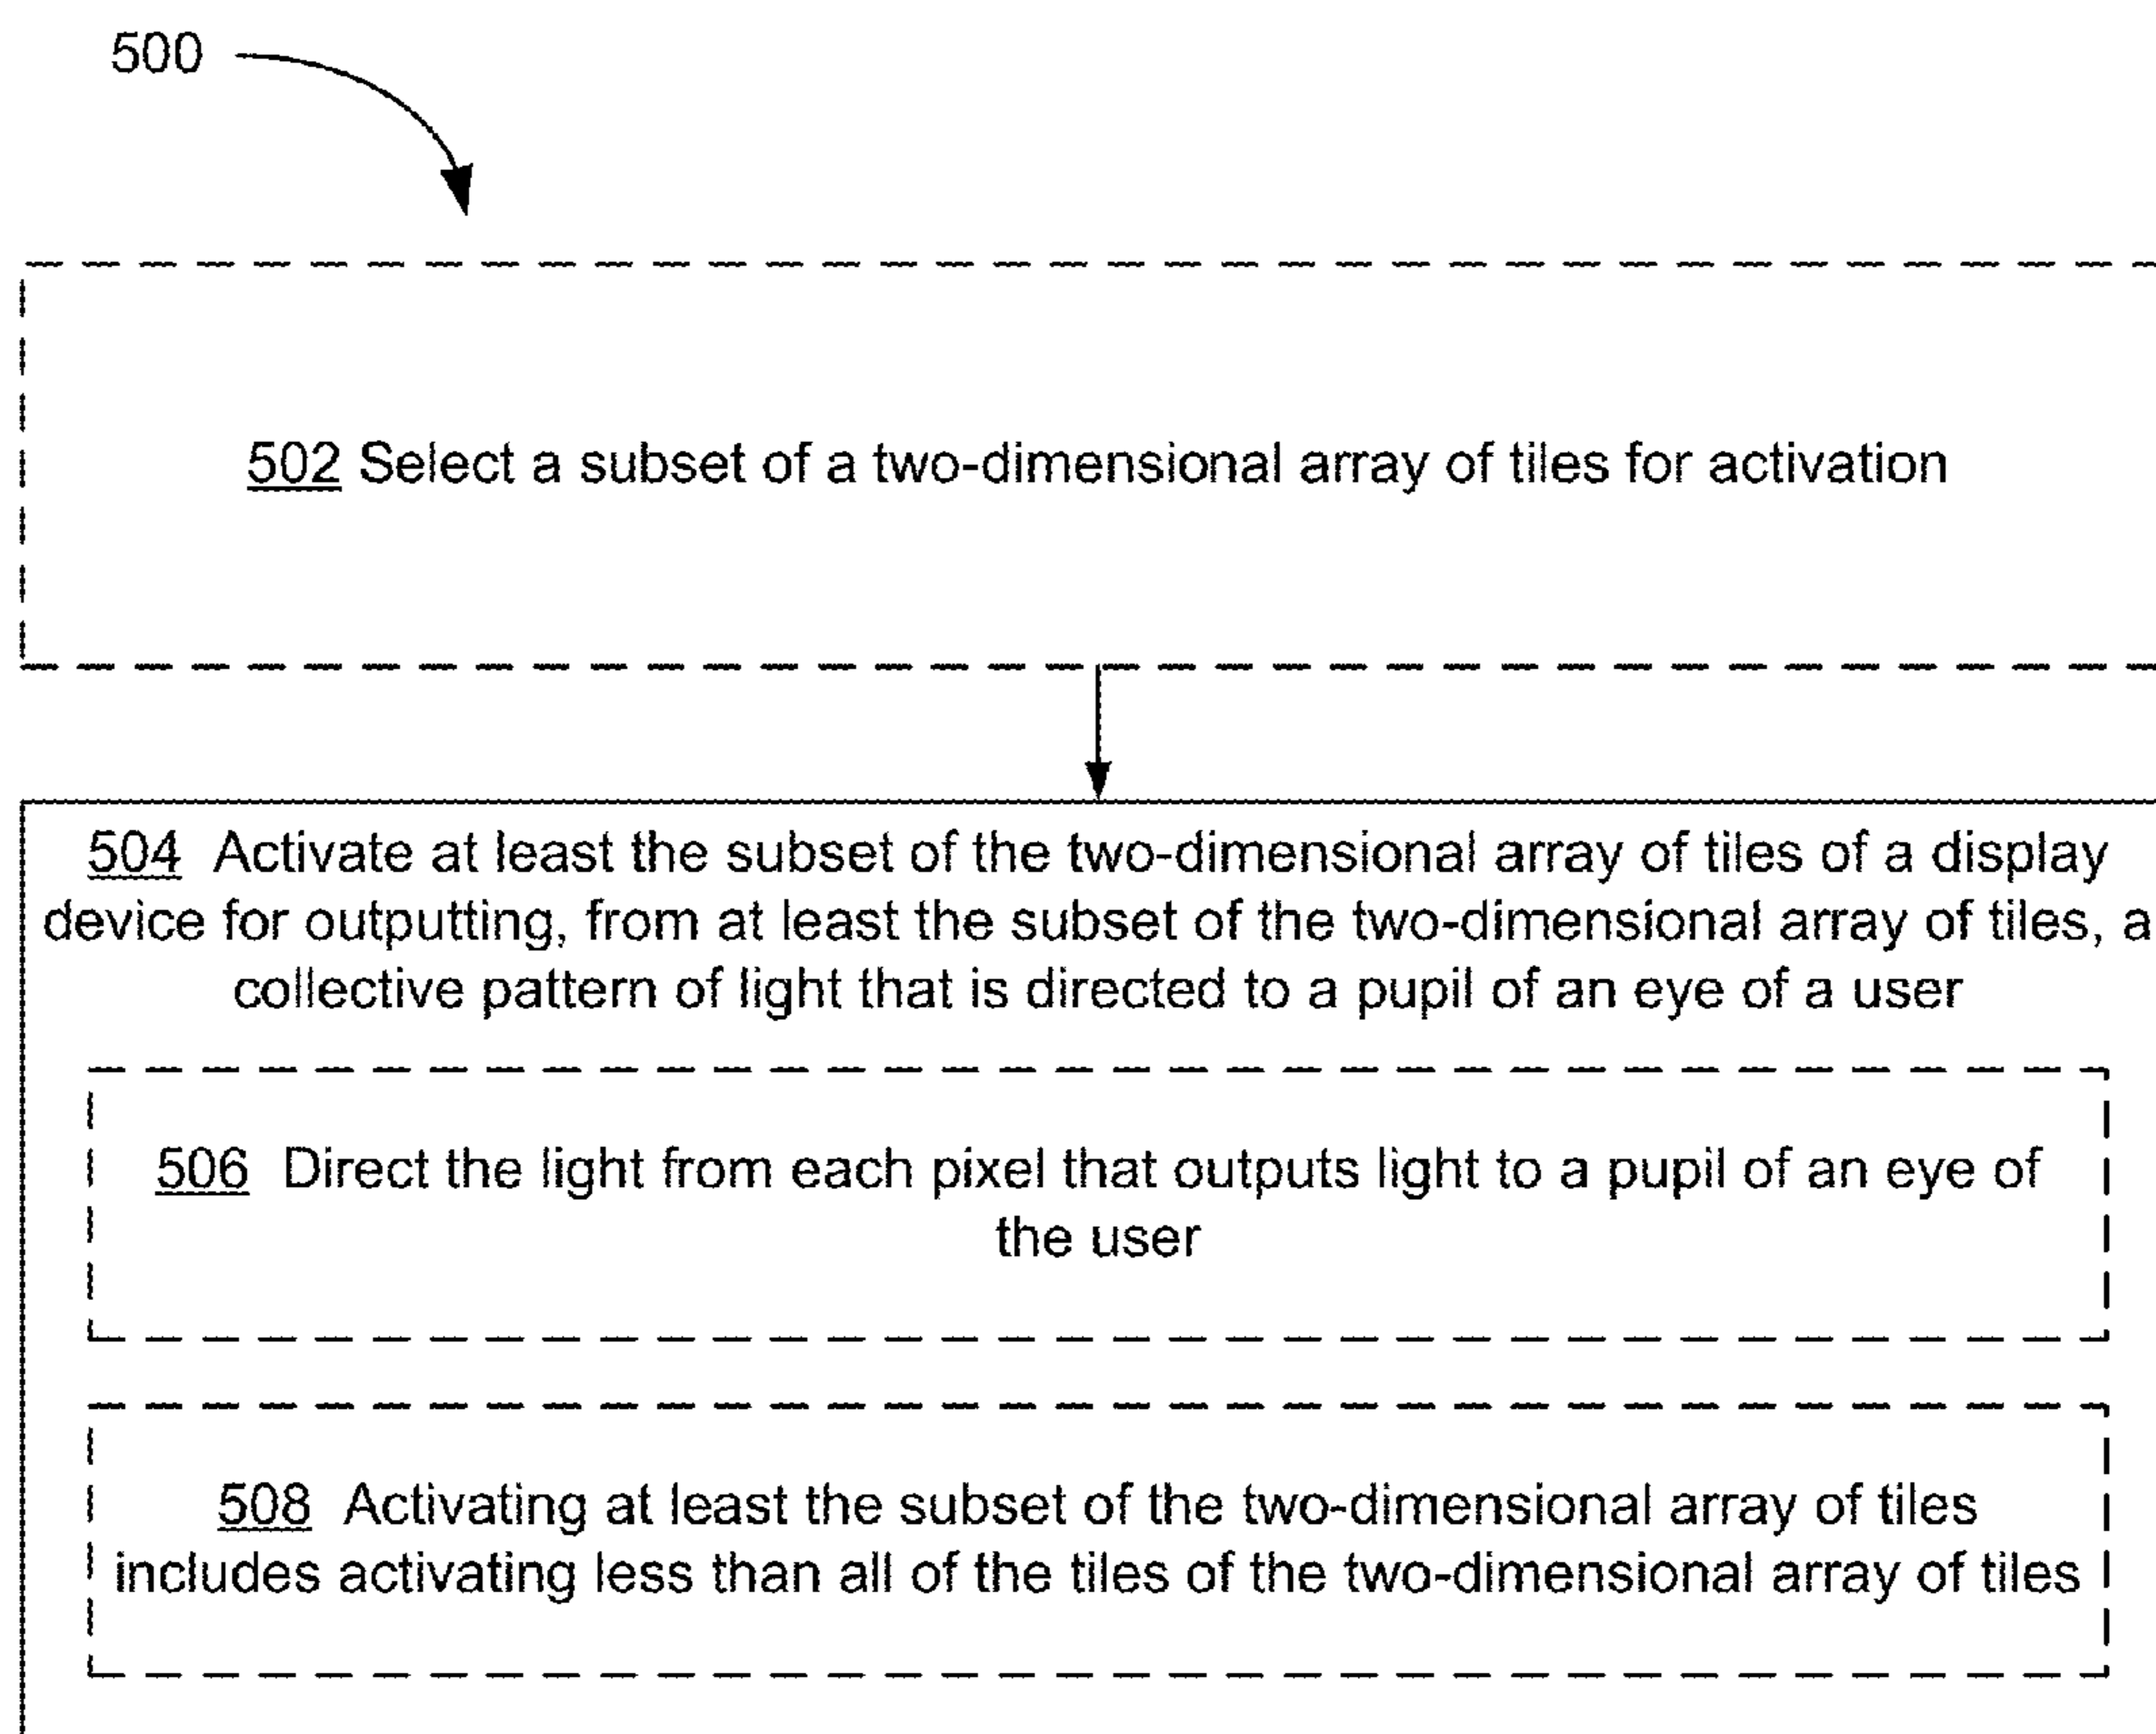 500
502 Select a subset of a two-dimensional array of tiles for activation
504 Activate at least the subset of the two-dimensional array of tiles of a display
device for outputting, from at least the subset of the two-dimensional array of tiles, a
collective pattern of light that is directed to a pupil of an eye of a user
506 Direct the light from each pixel that outputs light to a pupil of an eye of
the user
508 Activating at least the subset of the two-dimensional array of tiles
includes activating less than all of the tiles of the two-dimensional array of tiles